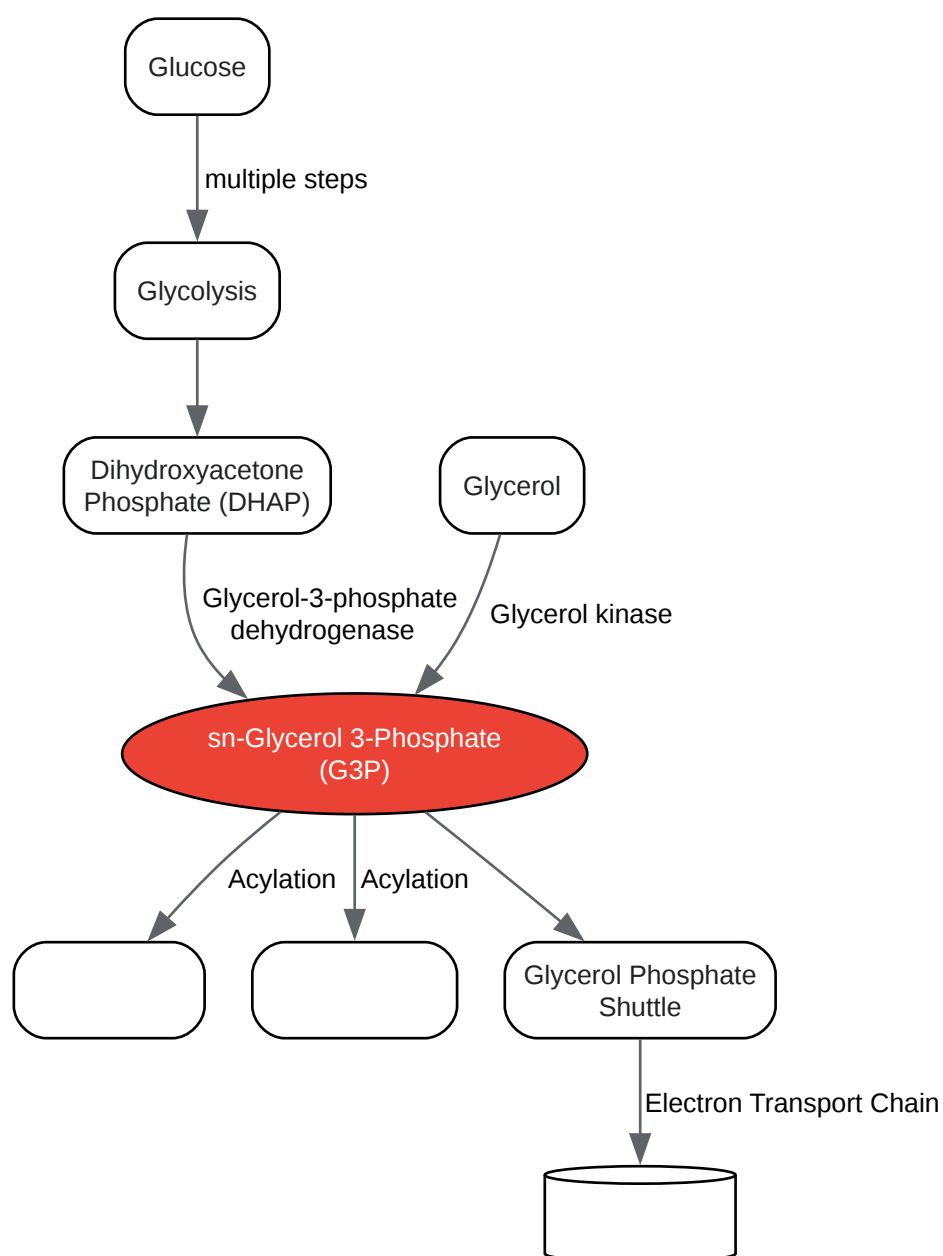 Glucose
multiple steps
Glycolysis
Dihydroxyacetone
Phosphate (DHAP)
Glycerol
Glycerol-3-phosphate
dehydrogenase
Glycerol kinase
sn-Glycerol 3-Phosphate
(G3P)
Acylation
Acylation
Glycerol Phosphate
Shuttle
Electron Transport Chain